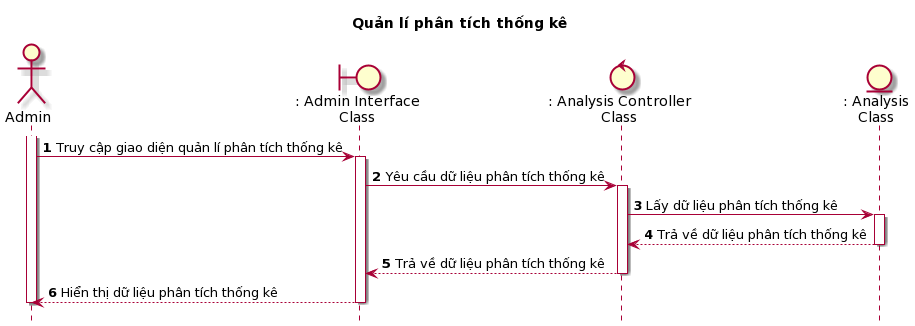 Quản lí phân tích thống kê
Admin
: Admin Interface
Class
: Analysis Controller
Class
: Analysis
Class
1 Truy cập giao diện quản lí phân tích thống kê
2 Yêu cầu dữ liệu phân tích thống kê
3 Lấy dữ liệu phân tích thống kê
4 Trả về dữ liệu phân tích thống kê
5 Trả về dữ liệu phân tích thống kê
6 Hiển thị dữ liệu phân tích thống kê